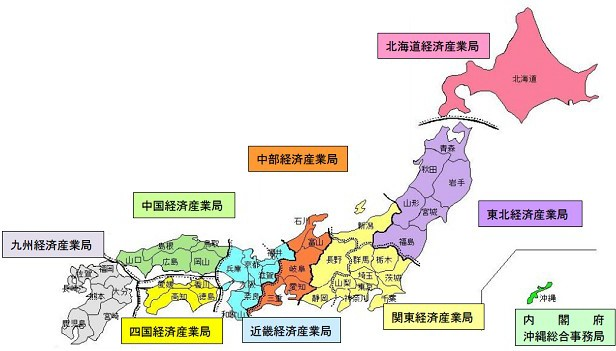 北海道経済産業局
北海道
青森
秋田
岩手
山形
宮城
福島
東北経済産業局
中部経済産業局
石川
富山
岐阜
愛知
三重
新潟
長野
群馬
栃木
埼玉
茨城
山梨
東京
千葉
神奈川
静岡
関東経済産業局
中国経済産業局
島根
鳥取
山口
広島
岡山
福井
京都
兵庫
滋賀
大阪
奈良
和歌山
近畿経済産業局
愛媛
香川
高知
徳島
四国経済産業局
九州経済産業局
佐賀
福岡
長崎
大分
熊本
宮崎
鹿児島
沖縄
内閣府
沖縄総合事務局